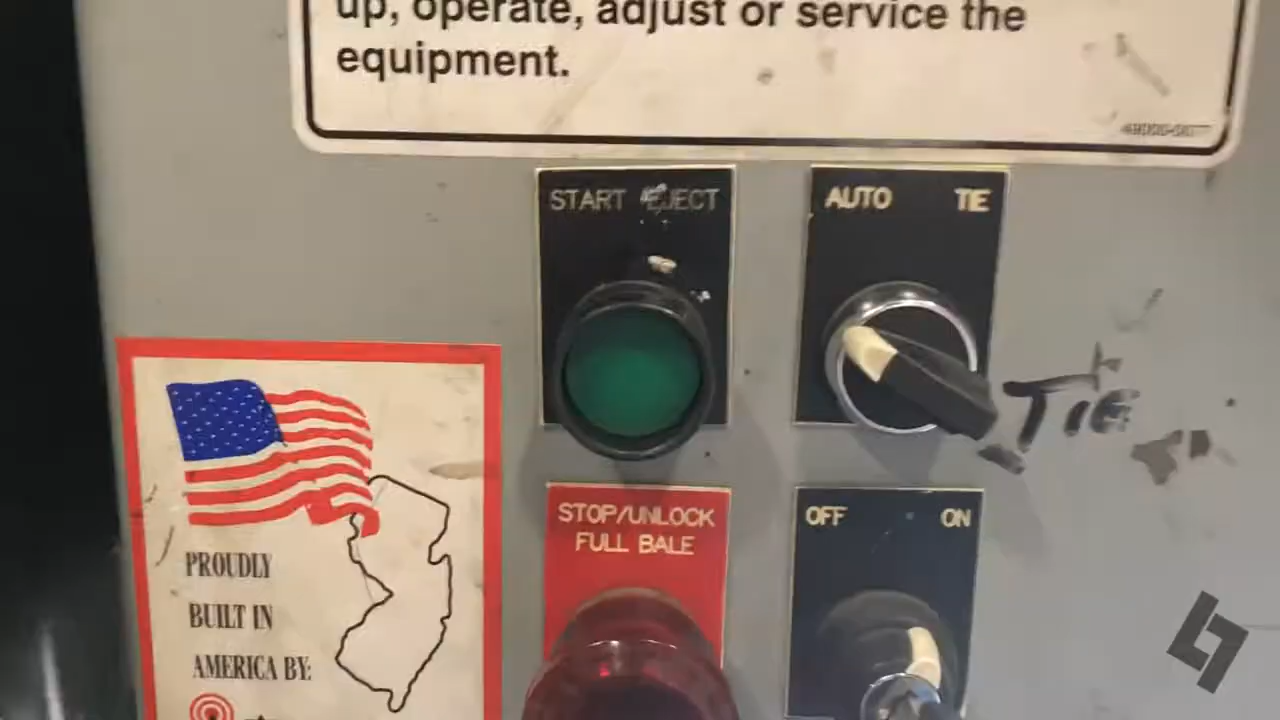 up, operate, adjust or service the
equipment.
START EJECT
AUTO TIE
TIE
STOP/UNLOCK
FULL BALE
OFF ON
PROUDLY
BUILT IN
AMERICA BY: